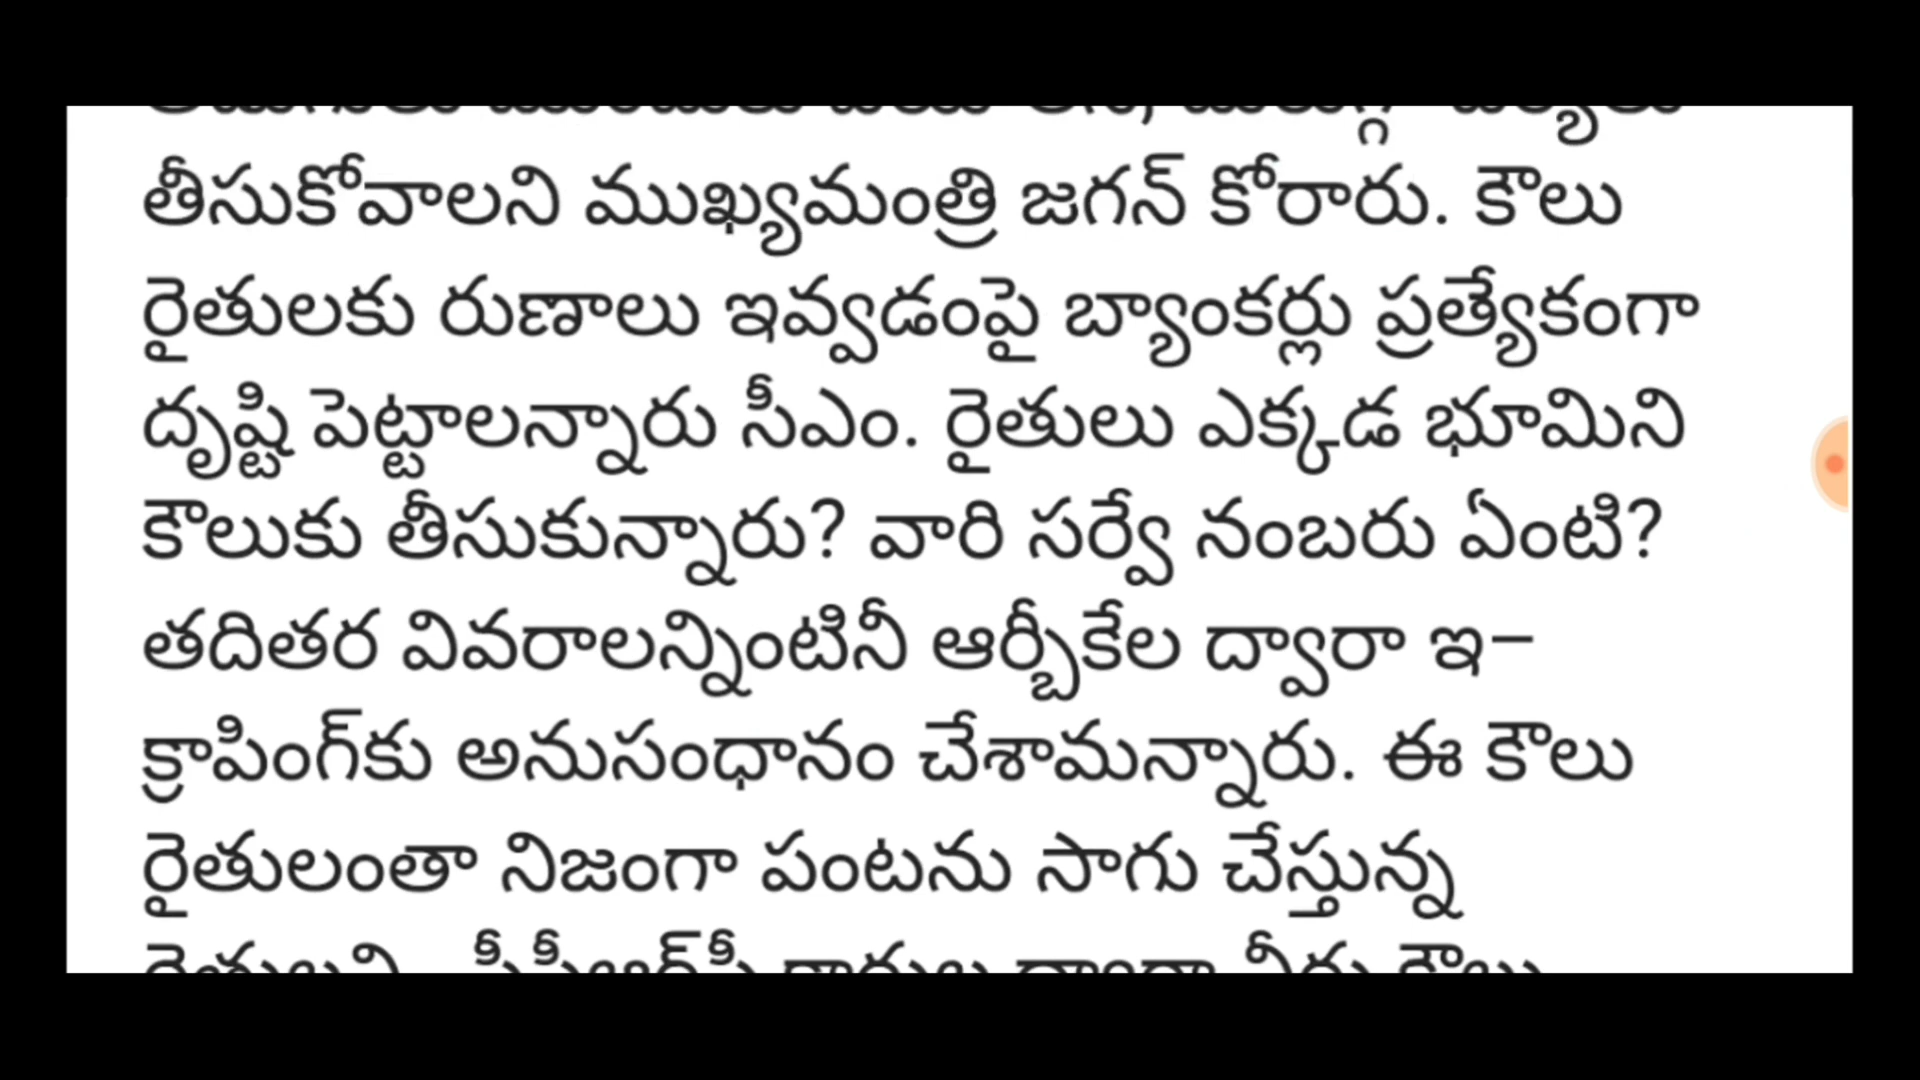 తీసుకోవాలని ముఖ్యమంత్రి జగన్ కోరారు. కౌలు
రైతులకు రుణాలు ఇవ్వడంపై బ్యాంకర్లు ప్రత్యేకంగా
దృష్టి పెట్టాలన్నారు సీఎం. రైతులు ఎక్కడ భూమిని
కౌలుకు తీసుకున్నారు? వారి సర్వే నంబరు ఏంటి?
తదితర వివరాలన్నింటినీ ఆర్బీకేల ద్వారా ఇ–
క్రాపింగ్‌కు అనుసంధానం చేశామన్నారు. ఈ కౌలు
రైతులంతా నిజంగా పంటను సాగు చేస్తున్న